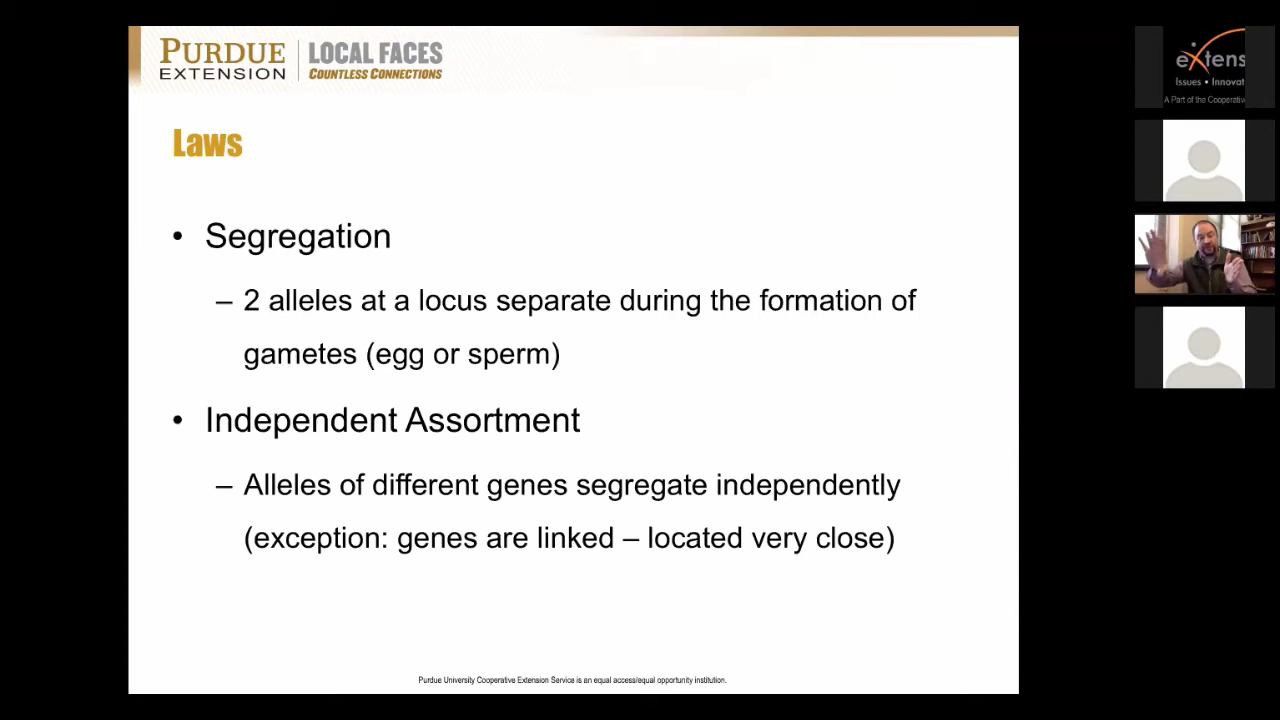 PURDUE
EXTENSION
LOCAL FACES
COUNTLESS CONNECTIONS
Laws
• Segregation
– 2 alleles at a locus separate during the formation of
gametes (egg or sperm)
• Independent Assortment
– Alleles of different genes segregate independently
(exception: genes are linked – located very close)
Purdue University Cooperative Extension Service is an equal access/equal opportunity institution.
eXtens
Issues • Innovat
A Part of the Cooperativ